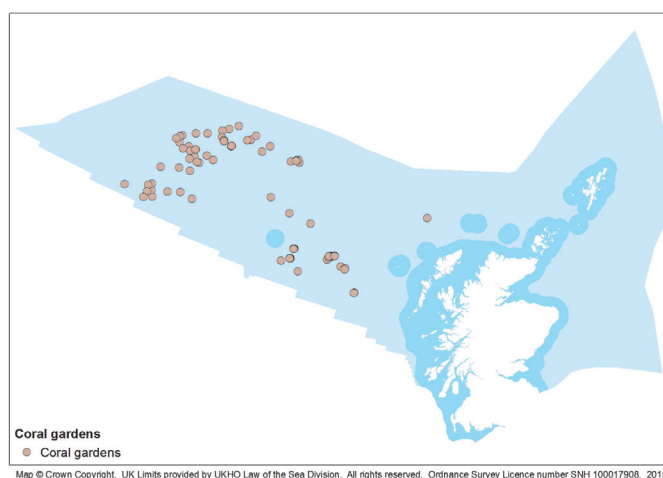 Coral gardens
Coral gardens
Map © Crown Copyright. UK Limits provided by UKHO Law of the Sea Division. All rights reserved. Ordnance Survey Licence number SNH 100017908.